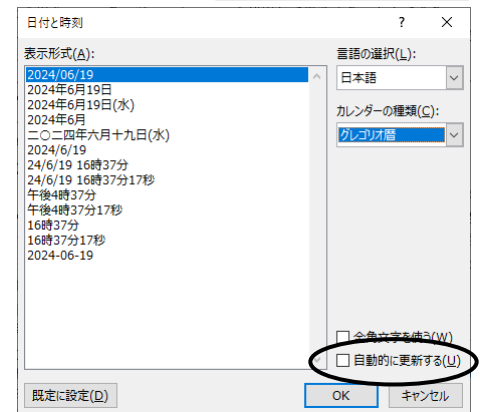 日付と時刻 ? ×
表示形式(A):
2024/06/19
2024年6月19日
2024年6月19日(水)
2024年6月
二〇二四年六月十九日(水)
2024/6/19
24/6/19 16時37分
24/6/19 16時37分17秒
午後4時37分
午後4時37分17秒
16時37分
16時37分17秒
2024-06-19
言語の選択(L):
日本語
カレンダーの種類(C):
グレゴリオ暦
全角文字を使う(W)
自動的に更新する(U)
既定に設定(D)
OK
キャンセル